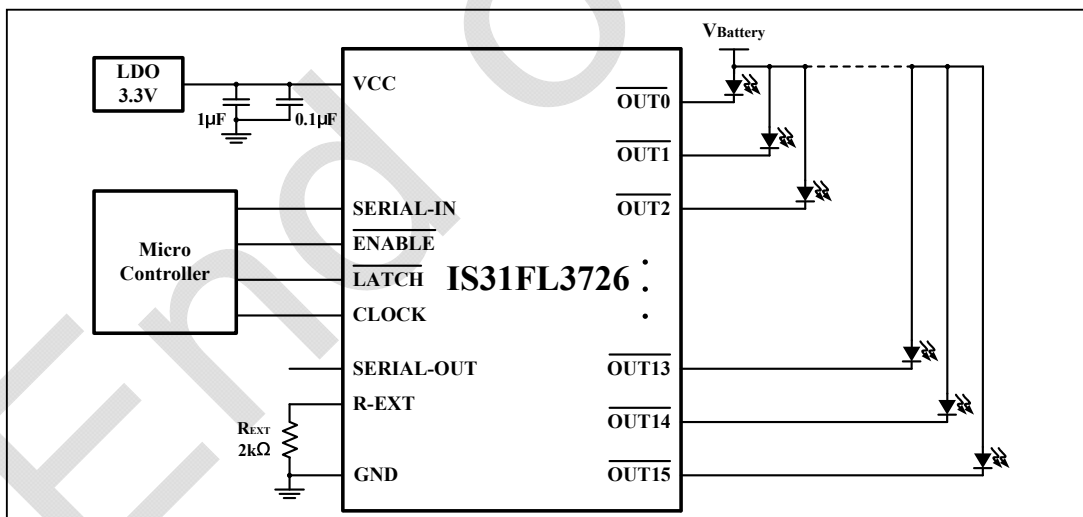 LDO
3.3V
1µF
0.1µF
Micro
Controller
VCC
SERIAL-IN
ENABLE
LATCH
CLOCK
SERIAL-OUT
R-EXT
GND
REXT
2kΩ
IS31FL3726
VBattery
OUT0
OUT1
OUT2
OUT13
OUT14
OUT15
End o